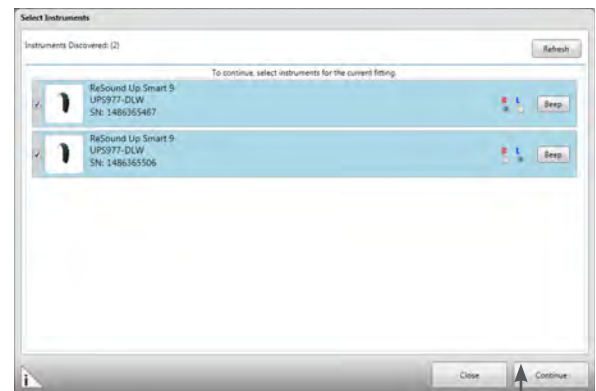 Select Instruments
Instruments Discovered: (2)
Refresh
To continue, select instruments for the current fitting.
ReSound Up Smart 9
UPS977-DLW
SN: 1486365467
R L
Beep
ReSound Up Smart 9
UPS977-DLW
SN: 1486365506
R L
Beep
i
Close
Continue